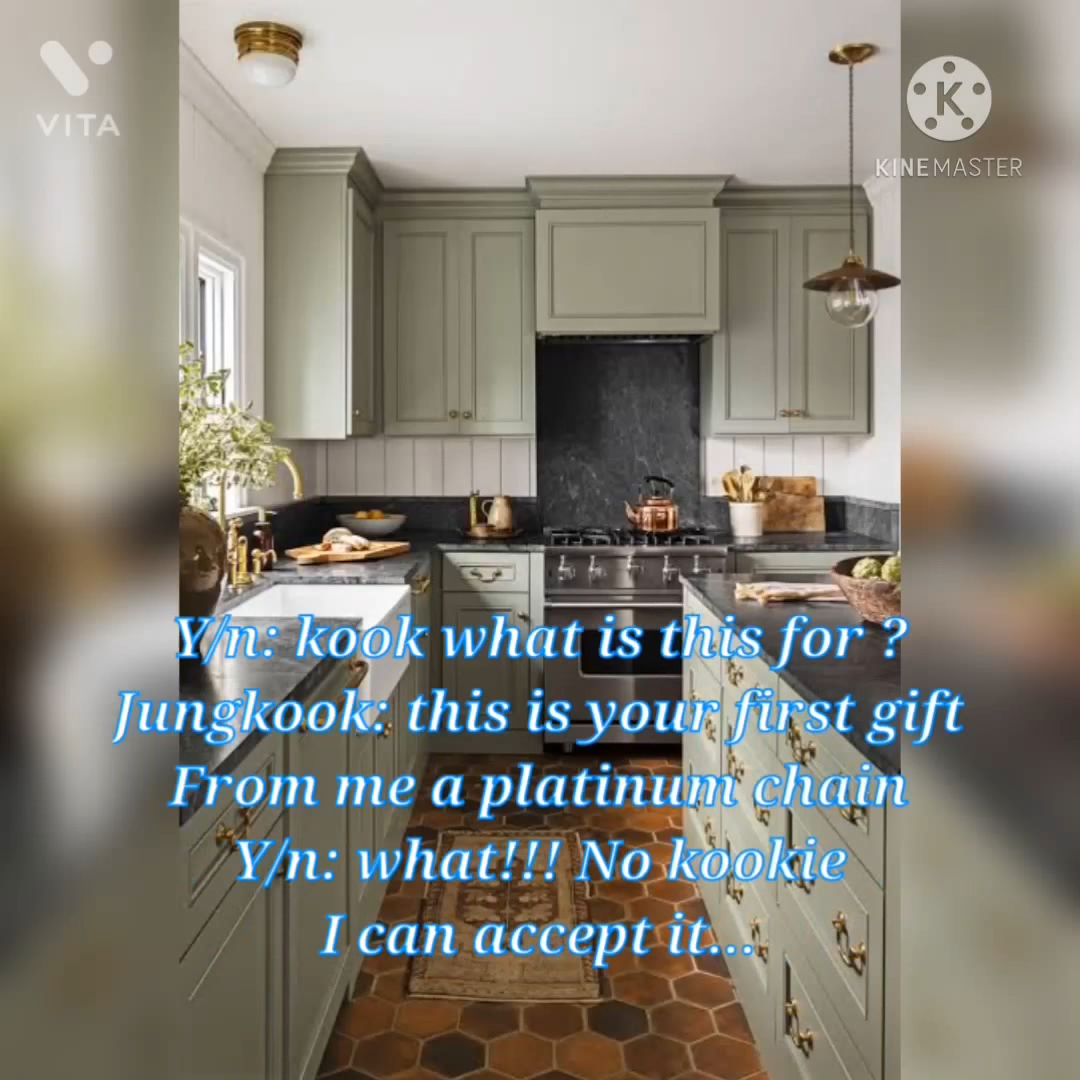 VITA
K
KINEMASTER
Y/n: kook what is this for ?
Jungkook: this is your first gift
From me a platinum chain
Y/n: what!!! No kookie
I can accept it...